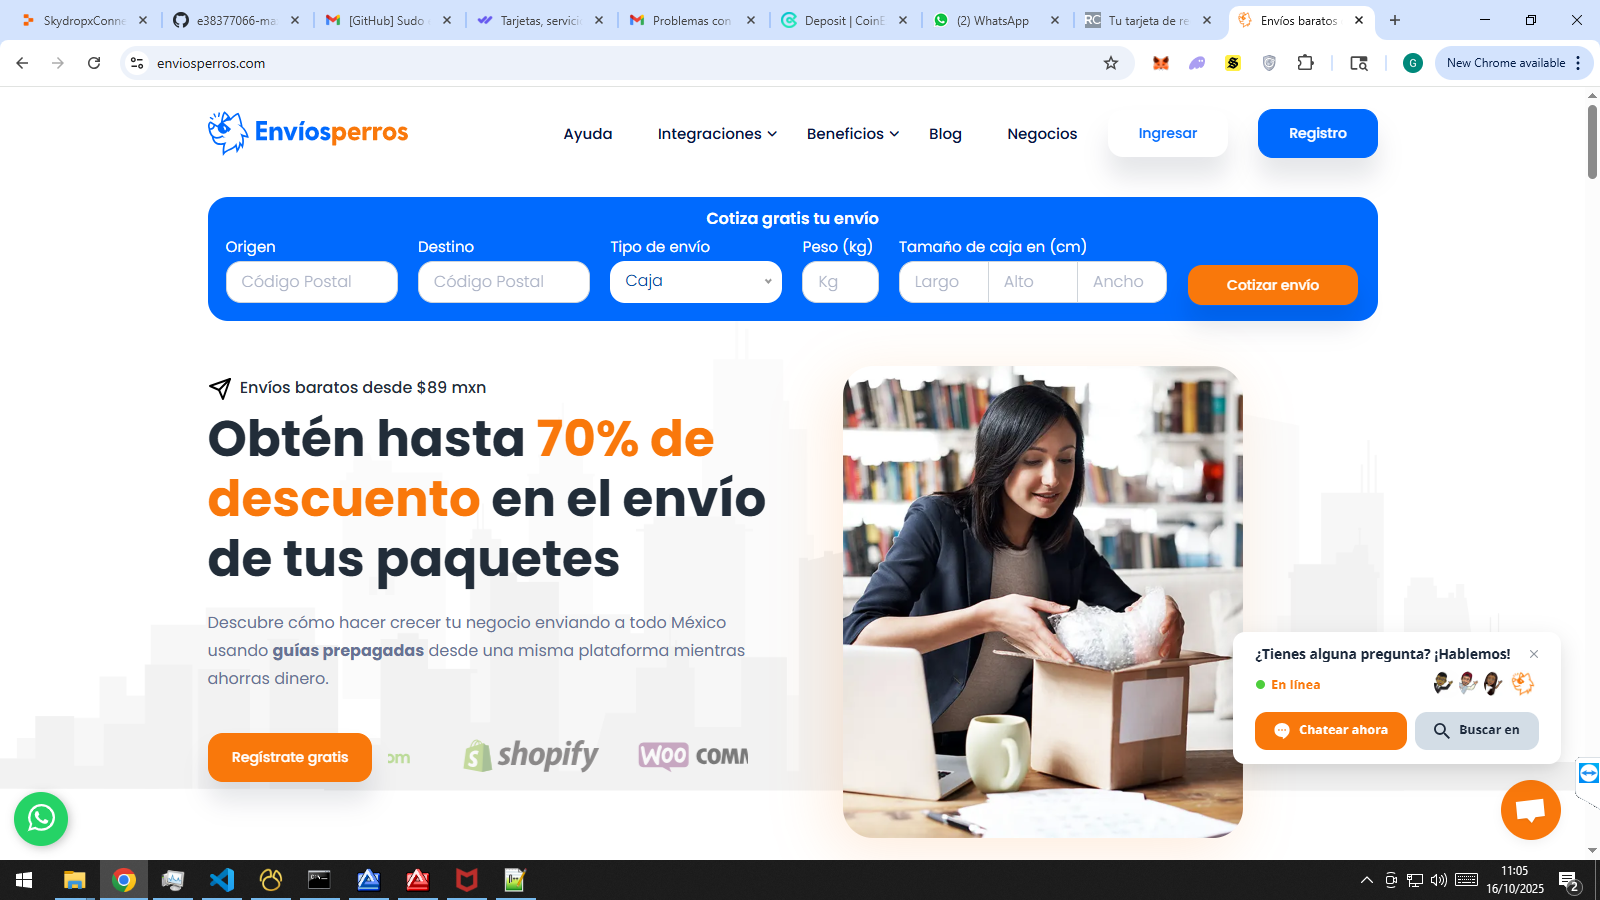 SkydropxConne
e38377066-ma
[GitHub] Sudo
Tarjetas, servici
Problemas con
Deposit | CoinE
(2) WhatsApp
Tu tarjeta de re
Envíos baratos
enviosperros.com
G
New Chrome available
Envíosperros
Ayuda
Integraciones
Beneficios
Blog
Negocios
Ingresar
Registro
Cotiza gratis tu envío
Origen
Destino
Tipo de envío
Peso (kg)
Tamaño de caja en (cm)
Código Postal
Código Postal
Caja
Kg
Largo
Alto
Ancho
Cotizar envío
Envíos baratos desde $89 mxn
Obtén hasta 70% de
descuento en el envío
de tus paquetes
Descubre cómo hacer crecer tu negocio enviando a todo México
usando guías prepagadas desde una misma plataforma mientras
ahorras dinero.
Regístrate gratis
om
shopify
WOO COMM
¿Tienes alguna pregunta? ¡Hablemos!
En línea
Chatear ahora
Buscar en
11:05
16/10/2025
2